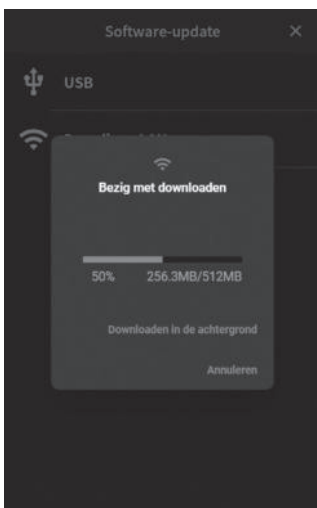 Software-update
USB
Bezig met downloaden
50% 256.3MB/512MB
Downloaden in de achtergrond
Annuleren